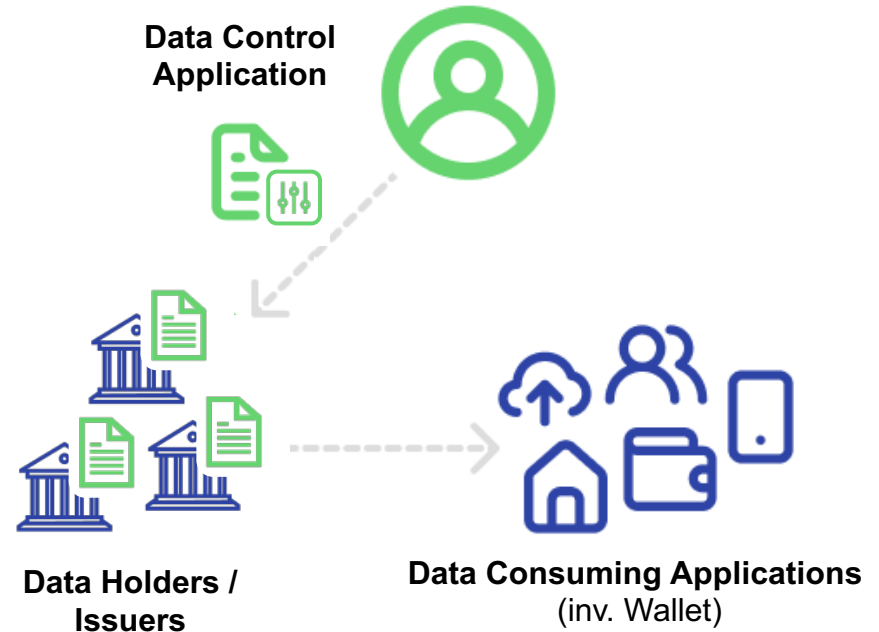 Data Control
Application
Data Holders /
Issuers
Data Consuming Applications
(inv. Wallet)